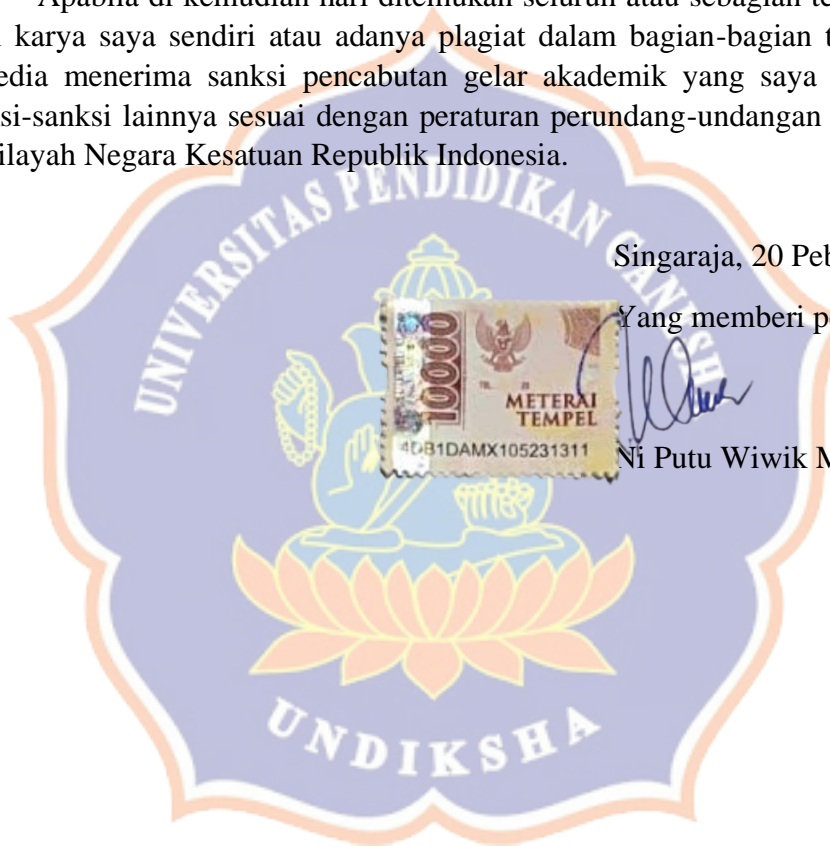 Apabila di kemudian hari ditemukan seluruh atau sebagian te
karya saya sendiri atau adanya plagiat dalam bagian-bagian t
edia menerima sanksi pencabutan gelar akademik yang saya
si-sanksi lainnya sesuai dengan peraturan perundang-undangan
ilayah Negara Kesatuan Republik Indonesia.
UNIVERSITAS PENDIDIKAN GANESHA
Singaraja, 20 Peb
Yang memberi p
10000
METERAI
TEMPEL
4DB1DAMX105231311
Ni Putu Wiwik M
UNDIKSHA